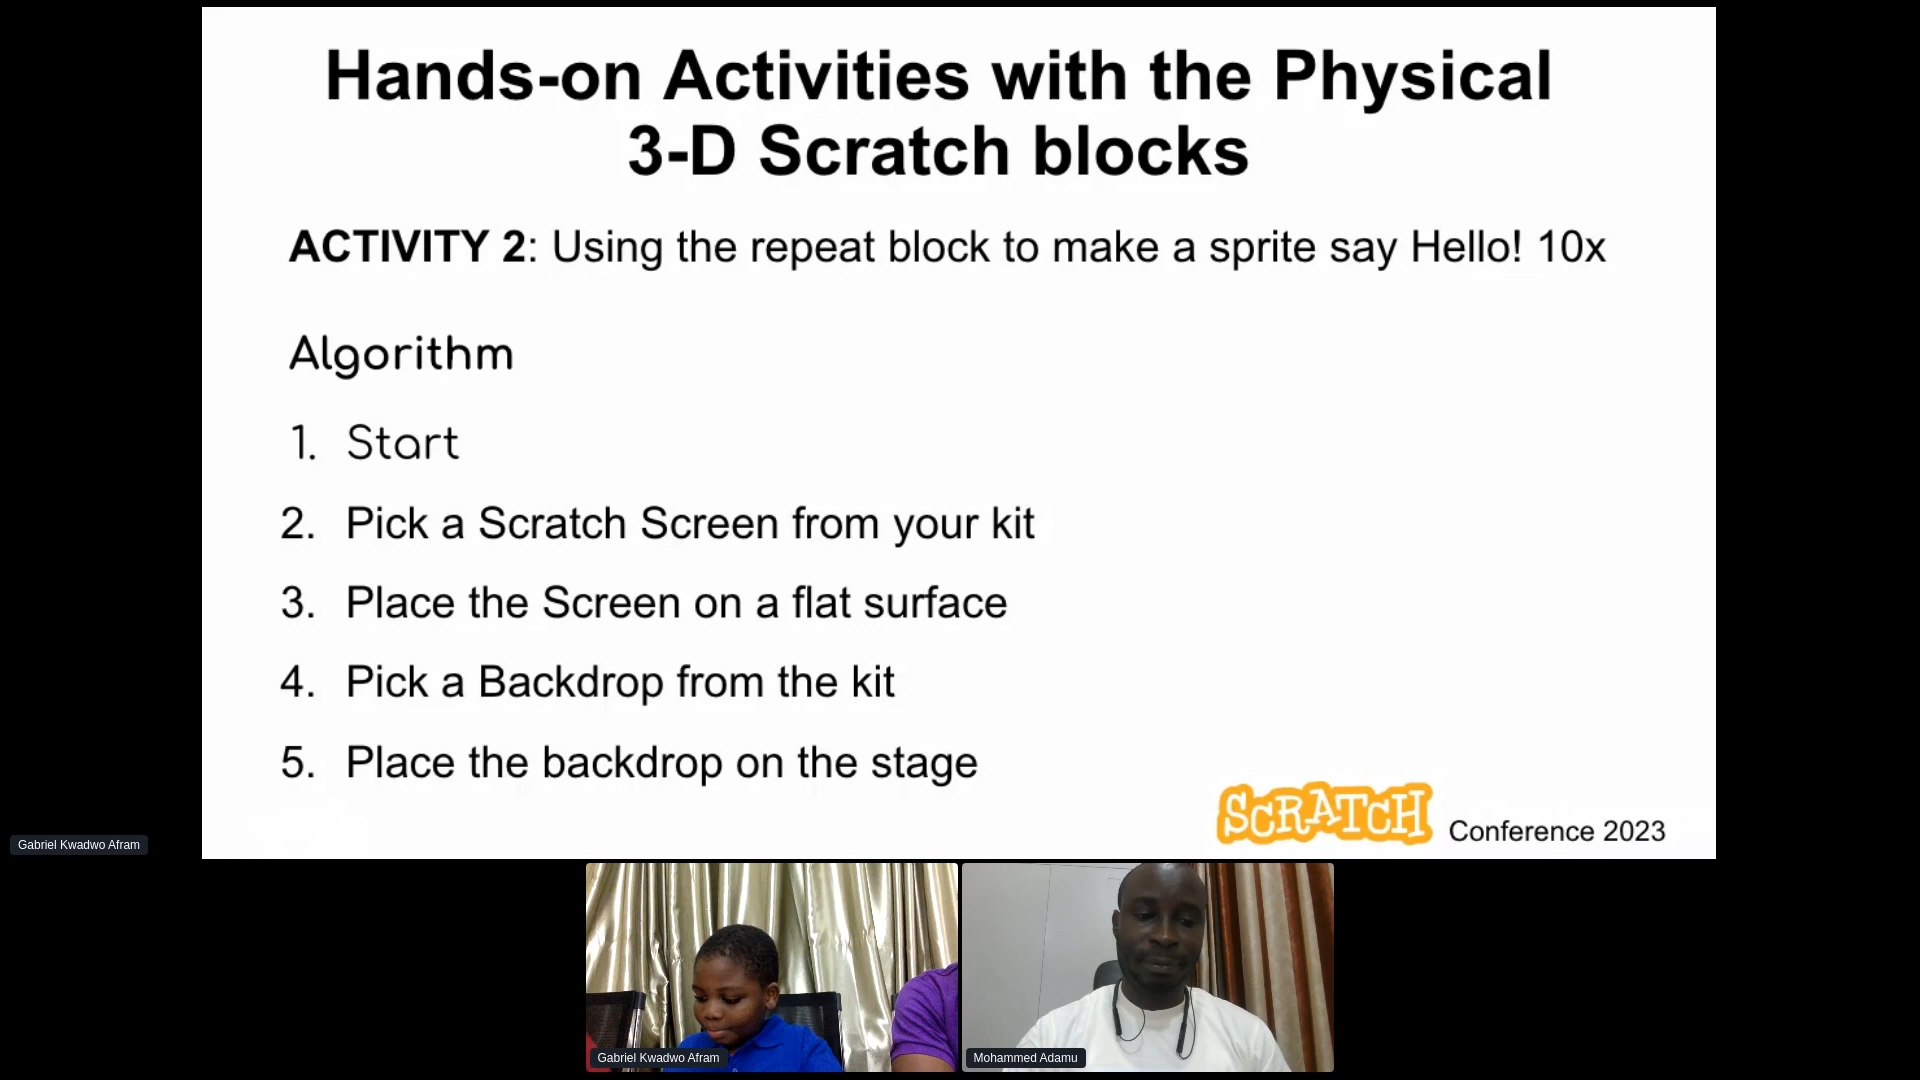 Hands-on Activities with the Physical
3-D Scratch blocks
ACTIVITY 2: Using the repeat block to make a sprite say Hello! 10x
Algorithm
1. Start
2. Pick a Scratch Screen from your kit
3. Place the Screen on a flat surface
4. Pick a Backdrop from the kit
5. Place the backdrop on the stage
SCRATCH Conference 2023
Gabriel Kwadwo Afram
Gabriel Kwadwo Afram
Mohammed Adamu